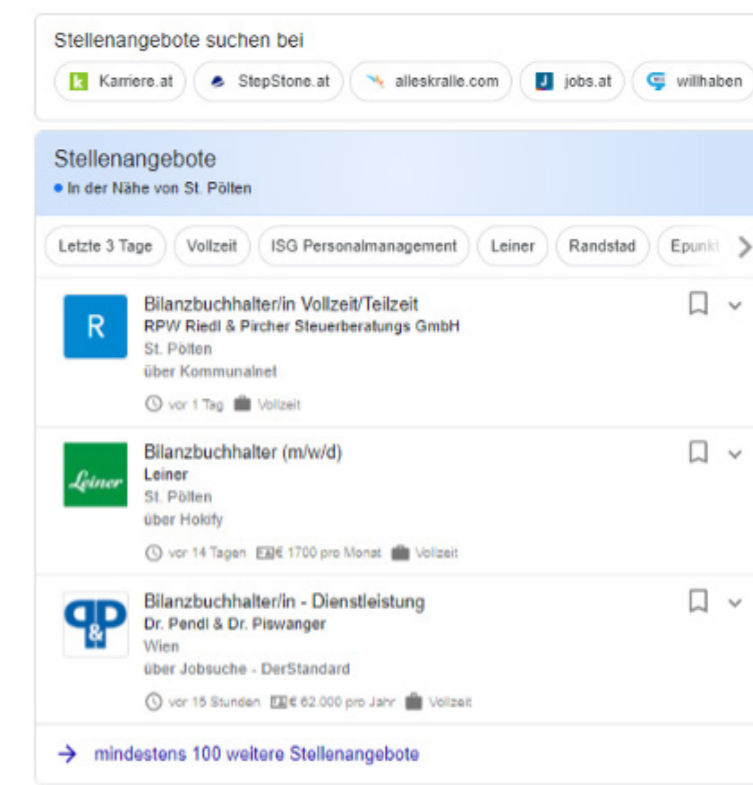 Stellenangebote suchen bei
k Karriere.at StepStone.at alleskralle.com J jobs.at willhaben
Stellenangebote
In der Nähe von St. Pölten
Letzte 3 Tage Vollzeit ISG Personalmanagement Leiner Randstad Epunkt
R
Bilanzbuchhalter/in Vollzeit/Teilzeit
RPW Riedl & Pircher Steuerberatungs GmbH
St. Pölten
über Kommunalnet
vor 1 Tag Vollzeit
Leiner
Bilanzbuchhalter (m/w/d)
Leiner
St. Pölten
über Hokify
vor 14 Tagen € 1700 pro Monat Vollzeit
P&P
Bilanzbuchhalter/in - Dienstleistung
Dr. Pendl & Dr. Piswanger
Wien
über Jobsuche - DerStandard
vor 15 Stunden € 62.000 pro Jahr Vollzeit
mindestens 100 weitere Stellenangebote